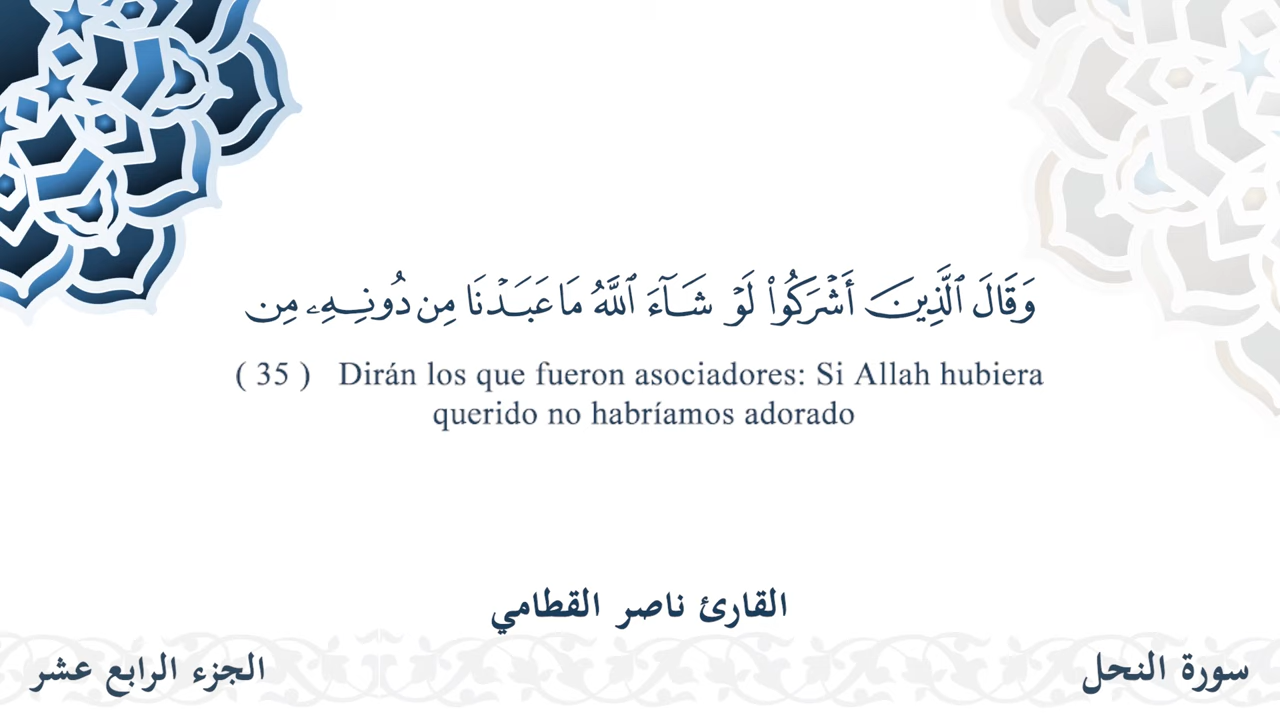 وَقَالَ ٱلَّذِينَ أَشْرَكُوا۟ لَوْ شَآءَ ٱللَّهُ مَا عَبَدْنَا مِن دُونِهِۦ مِن
( 35 ) Dirán los que fueron asociadores: Si Allah hubiera
querido no habríamos adorado
القارئ ناصر القطامي
سورة النحل
الجزء الرابع عشر